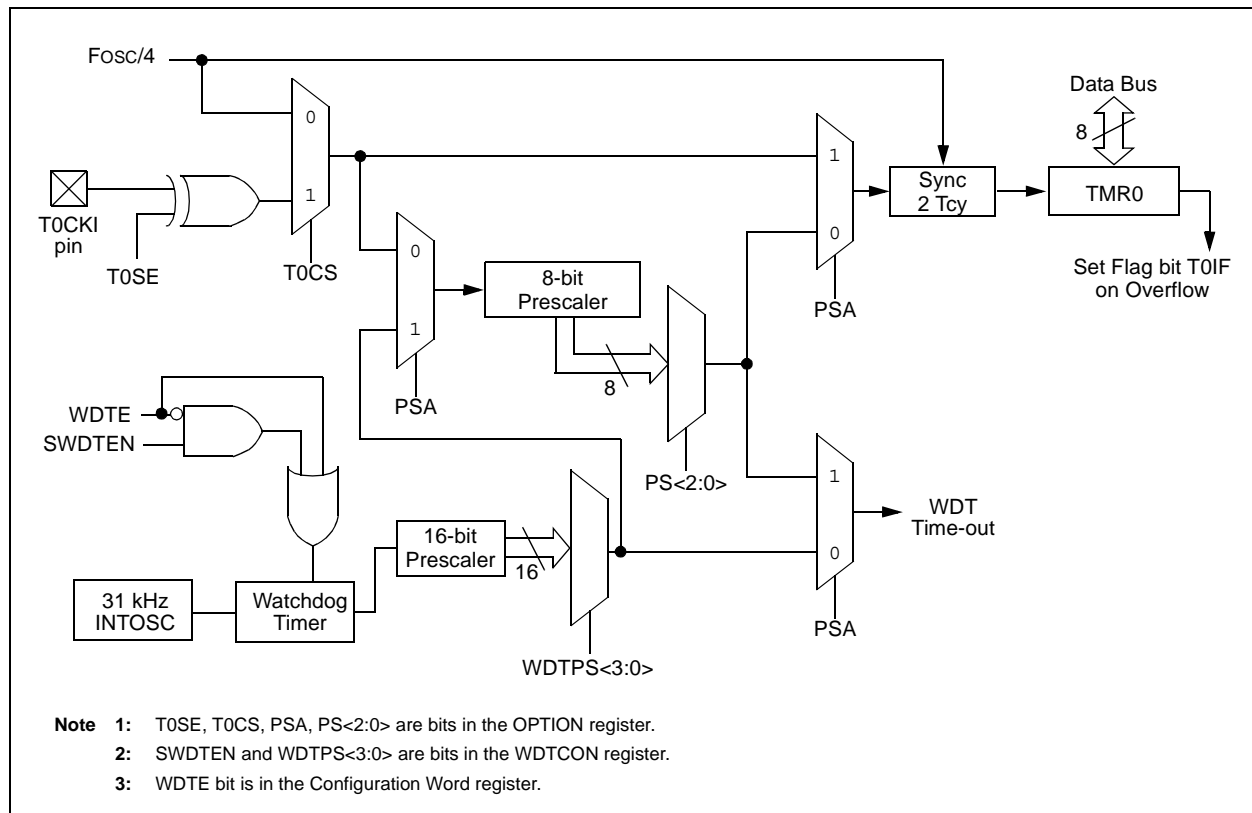 FOSC/4
Data Bus
8
0
1
T0CKI
pin
T0SE
T0CS
1
0
PSA
Sync
2 TCY
TMR0
Set Flag bit T0IF
on Overflow
0
1
PSA
8-bit
Prescaler
8
PS<2:0>
WDTE
SWDTEN
1
0
PSA
WDT
Time-out
16-bit
Prescaler
16
31 kHz
INTOSC
Watchdog
Timer
WDTPS<3:0>
Note 1: T0SE, T0CS, PSA, PS<2:0> are bits in the OPTION register.
2: SWDTEN and WDTPS<3:0> are bits in the WDTCON register.
3: WDTE bit is in the Configuration Word register.